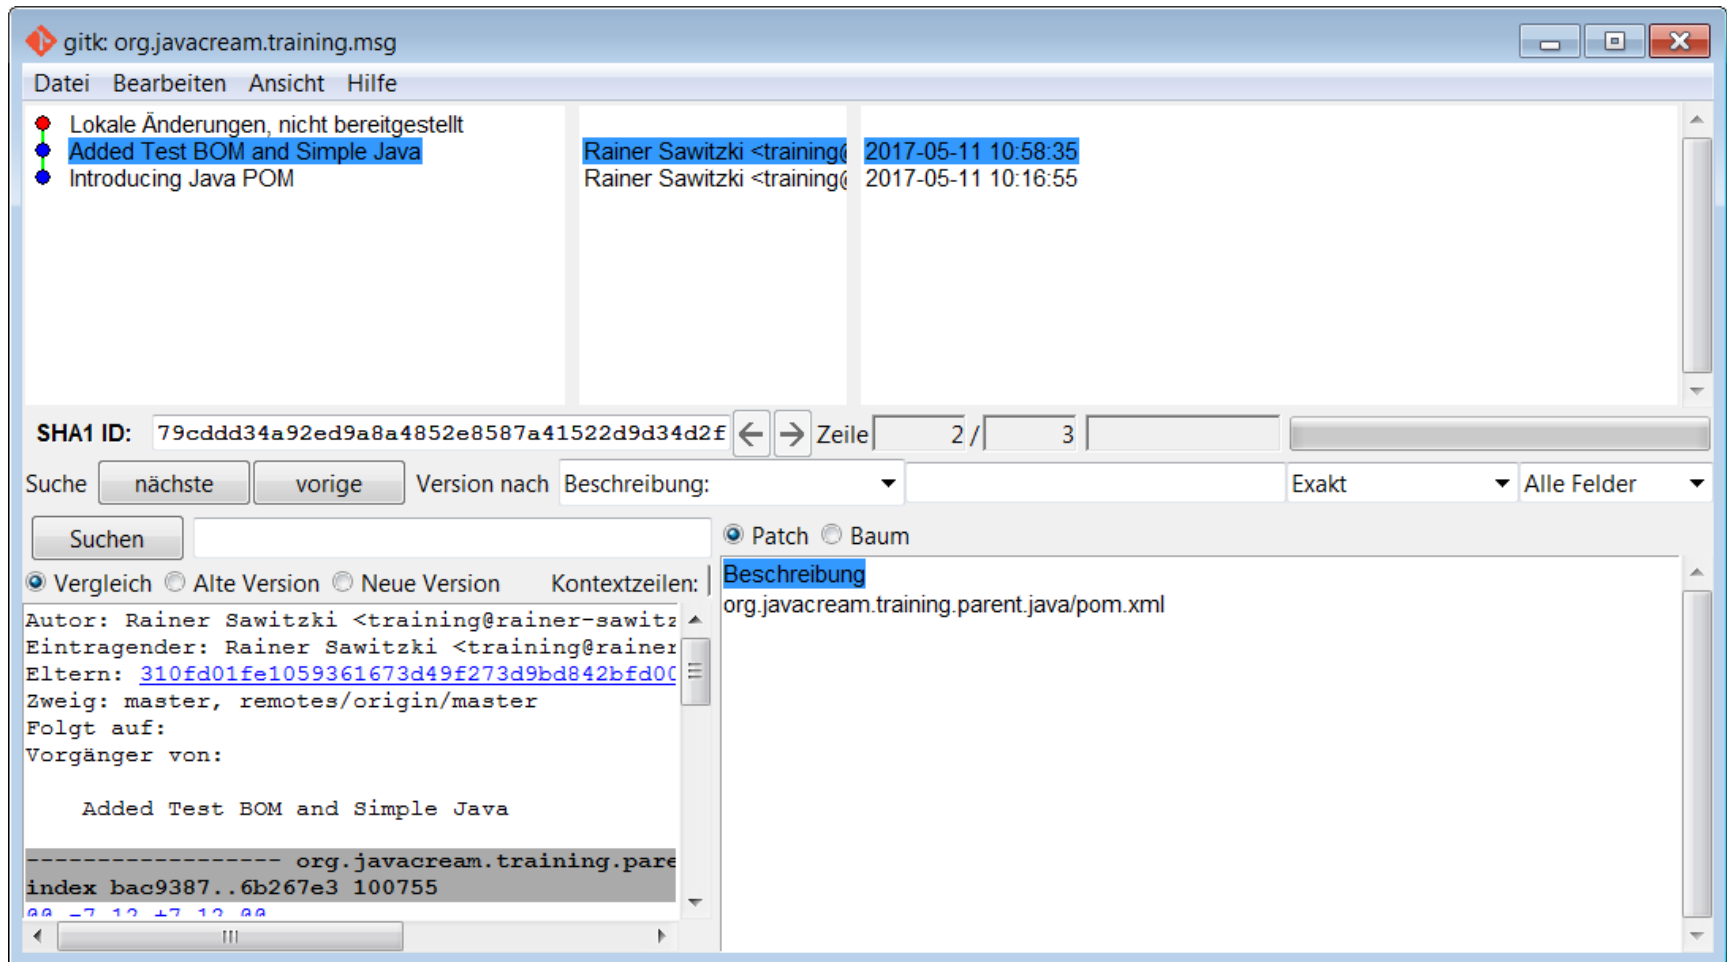 gitk: org.javacream.training.msg
Datei Bearbeiten Ansicht Hilfe
Lokale Änderungen, nicht bereitgestellt
Added Test BOM and Simple Java Rainer Sawitzki <training@ 2017-05-11 10:58:35
Introducing Java POM Rainer Sawitzki <training@ 2017-05-11 10:16:55
SHA1 ID: 79cddd34a92ed9a8a4852e8587a41522d9d34d2f Zeile 2 / 3
Suche nächste vorige Version nach Beschreibung: Exakt Alle Felder
Suchen
Patch Baum
Vergleich Alte Version Neue Version Kontextzeilen:
Beschreibung
org.javacream.training.parent.java/pom.xml
Autor: Rainer Sawitzki <training@rainer-sawitz
Eintragender: Rainer Sawitzki <training@rainer
Eltern: 310fd01fe1059361673d49f273d9bd842bfd00
Zweig: master, remotes/origin/master
Folgt auf:
Vorgänger von:
Added Test BOM and Simple Java
------------------ org.javacream.training.pare
index bac9387..6b267e3 100755
@@ -7,12 +7,12 @@